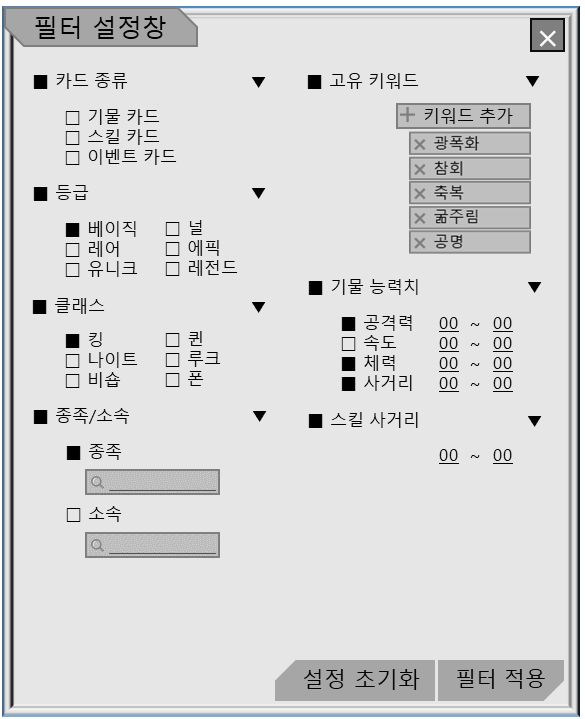 필터 설정창
카드 종류
기물 카드
스킬 카드
이벤트 카드
등급
베이직 널
레어 에픽
유니크 레전드
클래스
킹 퀸
나이트 루크
비숍 폰
종족/소속
종족
소속
고유 키워드
키워드 추가
광폭화
참회
축복
굶주림
공명
기물 능력치
공격력 00 ~ 00
속도 00 ~ 00
체력 00 ~ 00
사거리 00 ~ 00
스킬 사거리
00 ~ 00
설정 초기화 필터 적용